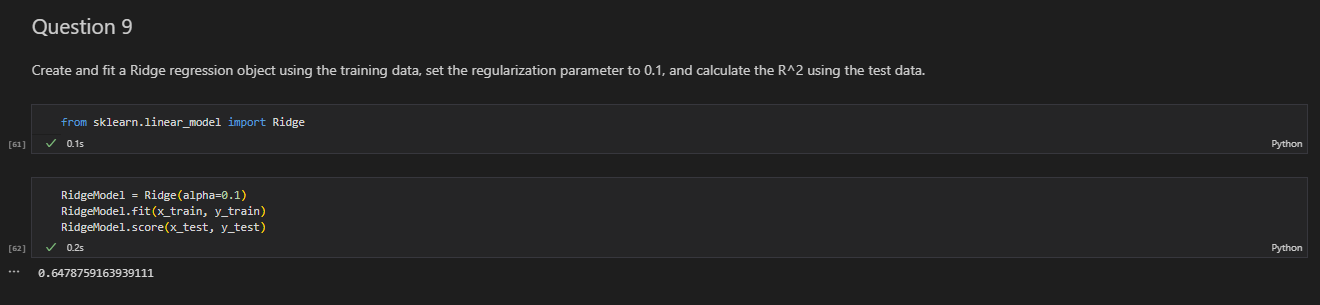 Question 9
Create and fit a Ridge regression object using the training data, set the regularization parameter to 0.1, and calculate the R^2 using the test data.
from sklearn.linear_model import Ridge
[61] ✓ 0.1s Python
RidgeModel = Ridge(alpha=0.1)
RidgeModel.fit(x_train, y_train)
RidgeModel.score(x_test, y_test)
[62] ✓ 0.2s Python
... 0.6478759163939111